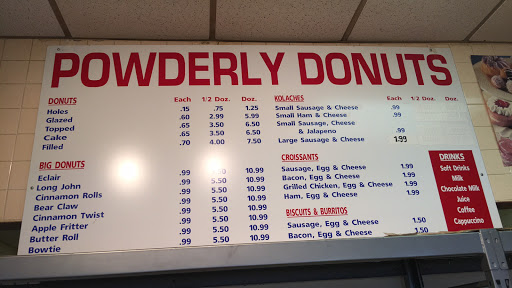 POWDERLY DONUTS
DONUTS Each 1/2 Doz. Doz.
Holes .15 .75 1.25
Glazed .60 2.99 5.99
Topped .65 3.50 6.50
Cake .65 3.50 6.50
Filled .70 4.00 7.50
BIG DONUTS
Eclair .99 5.50 10.99
Long John .99 5.50 10.99
Cinnamon Rolls .99 5.50 10.99
Bear Claw .99 5.50 10.99
Cinnamon Twist .99 5.50 10.99
Apple Fritter .99 5.50 10.99
Butter Roll .99 5.50 10.99
Bowtie .99 5.50 10.99
KOLACHES Each
Small Sausage & Cheese .99
Small Ham & Cheese .99
Small Sausage & Cheese
& Jalapeno .99
Large Sausage & Cheese 1.99
CROISSANTS
Sausage, Egg & Cheese 1.99
Bacon, Egg & Cheese 1.99
Grilled Chicken, Egg & Cheese 1.99
Ham, Egg & Cheese 1.99
BISCUITS & BURRITOS
Sausage, Egg & Cheese 1.50
Bacon, Egg & Cheese 1.50
DRINKS
Soft Drinks
Milk
Chocolate Milk
Juice
Coffee
Cappuccino